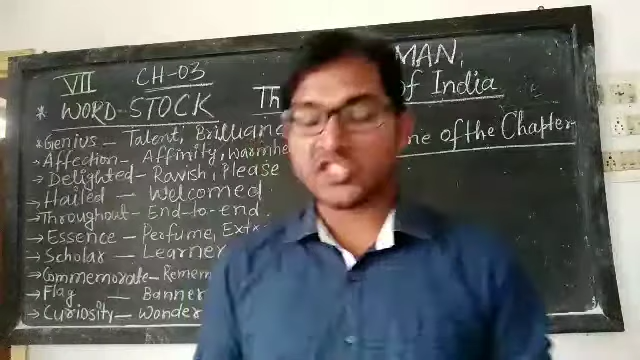 VII CH-03 MAN,
* WORD-STOCK Th of India
*Genius - Talent, Brillianc ne of the Chapter
→ Affection - Affinity, warmhe
→ Delighted - Ravish, Please
→ Hailed - Welcomed
→ Throughout - End-to-end.
→ Essence - Perfume, Extr
→ Scholar - Learner
→ Commemorate - Remem
→ Flag - Banner
→ Curiosity - Wonder